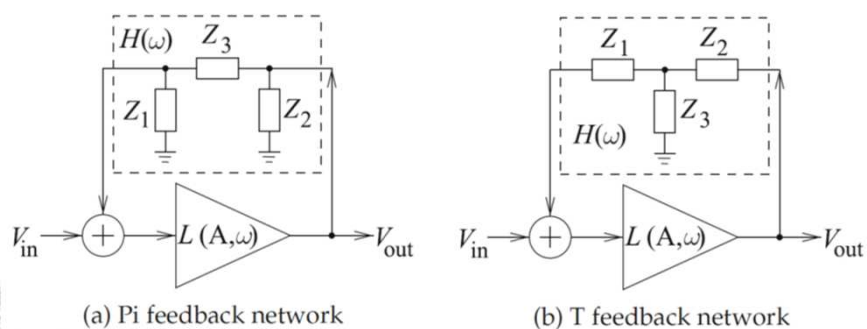 H(ω)
Z3
Z1
Z2
Vin
+
L(A,ω)
Vout
(a) Pi feedback network
Z1
Z2
Z3
H(ω)
Vin
+
L(A,ω)
Vout
(b) T feedback network